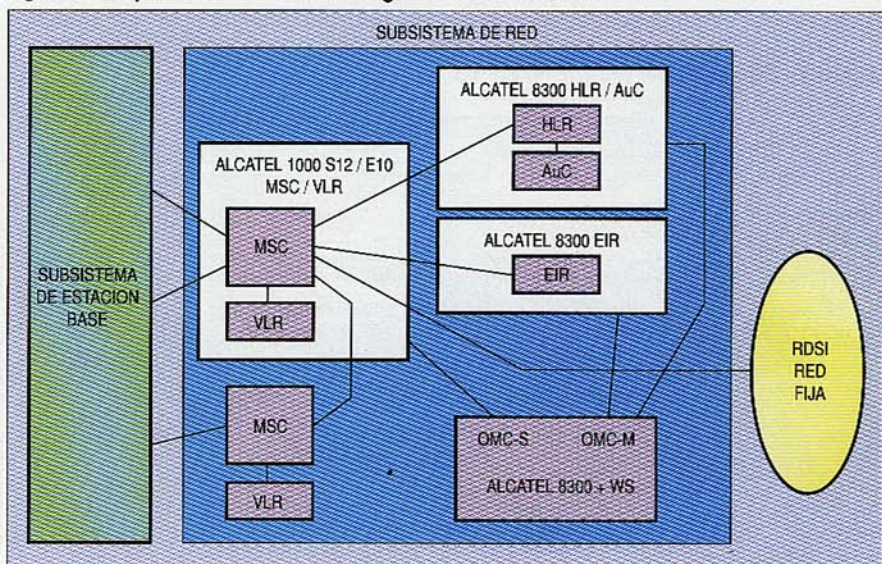 SUBSISTEMA DE RED
SUBSISTEMA
DE ESTACION
BASE
ALCATEL 1000 S12 / E10
MSC / VLR
MSC
VLR
MSC
VLR
ALCATEL 8300 HLR / AuC
HLR
AuC
ALCATEL 8300 EIR
EIR
OMC-S OMC-M
ALCATEL 8300 + WS
RDSI
RED
FIJA